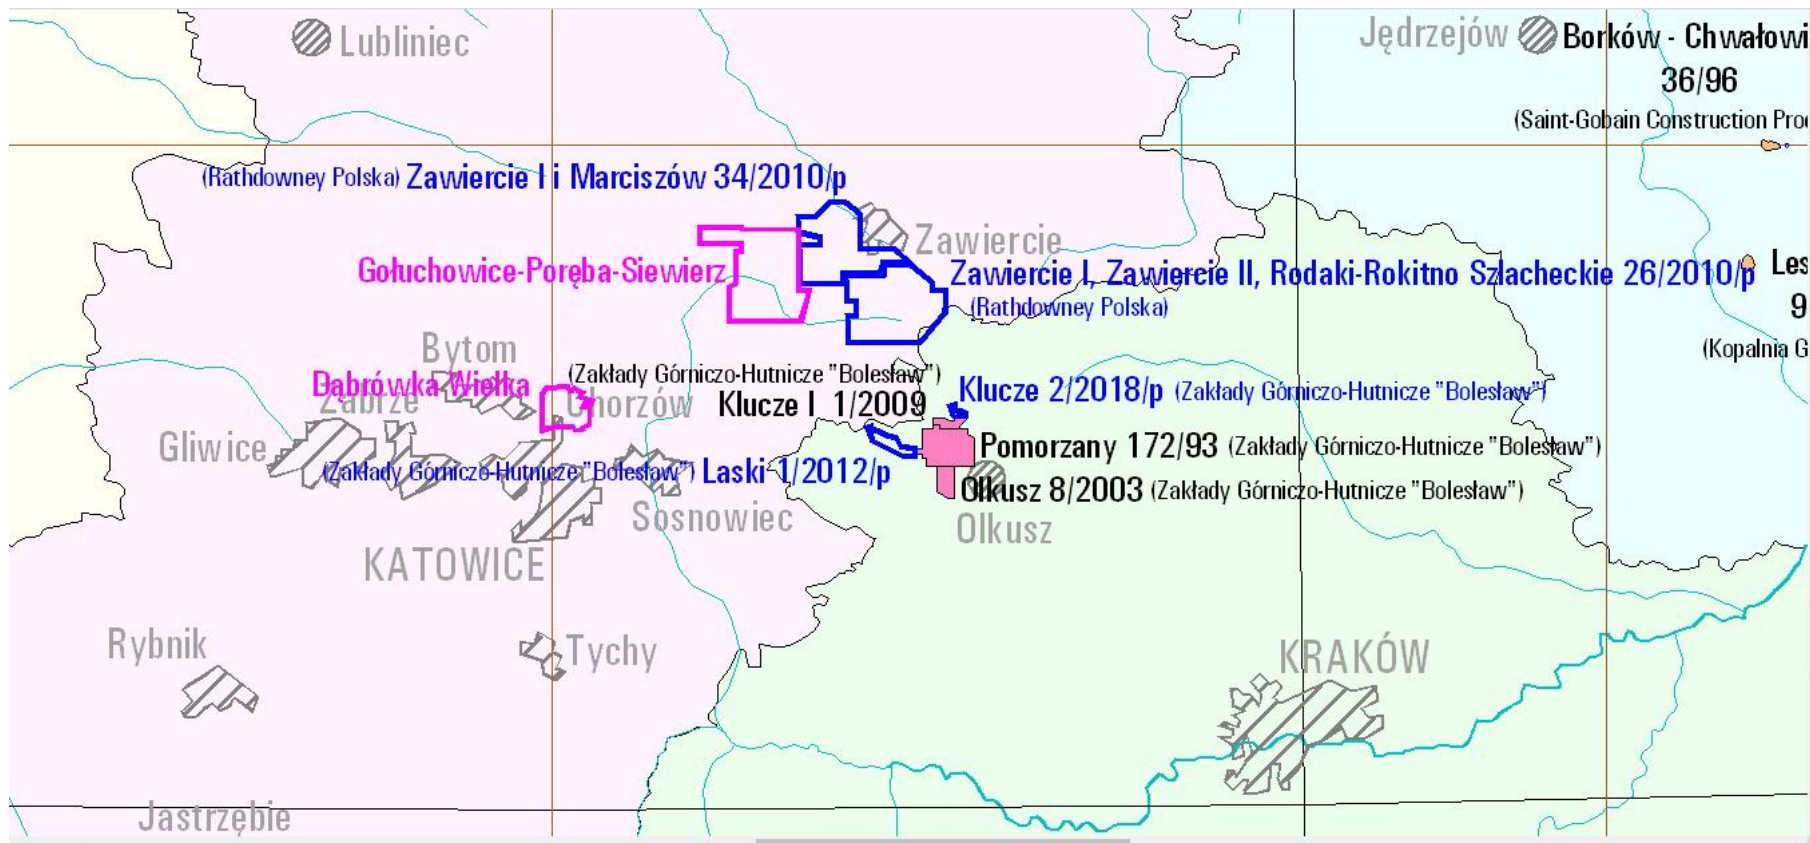 Lubliniec
Jędrzejów
Borków - Chwałowi
36/96
(Saint-Gobain Construction Proc
(Rathdowney Polska) Zawiercie I i Marciszów 34/2010/p
Zawiercie
Gołuchowice-Poręba-Siewierz
Zawiercie I, Zawiercie II, Rodaki-Rokitno Szlacheckie 26/2010/p
Les
(Rathdowney Polska)
9
Bytom
(Kopalnia G
(Zakłady Górniczo-Hutnicze "Bolesław")
Dąbrówka Wielka
Klucze 2/2018/p (Zakłady Górniczo-Hutnicze "Bolesław")
Zabrze
Chorzów
Klucze I 1/2009
Gliwice
Pomorzany 172/93 (Zakłady Górniczo-Hutnicze "Bolesław")
(Zakłady Górniczo-Hutnicze "Bolesław") Laski 1/2012/p
Olkusz 8/2003 (Zakłady Górniczo-Hutnicze "Bolesław")
Sosnowiec
Olkusz
KATOWICE
Rybnik
Tychy
KRAKÓW
Jastrzębie